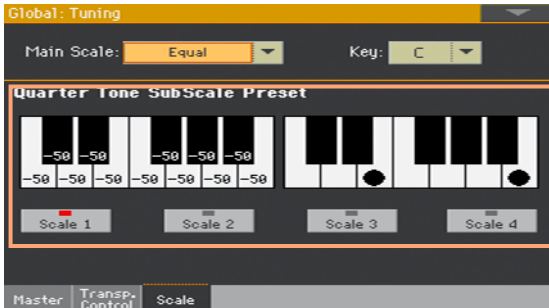 Global: Tuning
Main Scale: Equal Key: C
Quarter Tone SubScale Preset
-50 -50 -50 -50 -50
-50 -50 -50 -50 -50 -50 -50
Scale 1 Scale 2 Scale 3 Scale 4
Master Transp. Control Scale